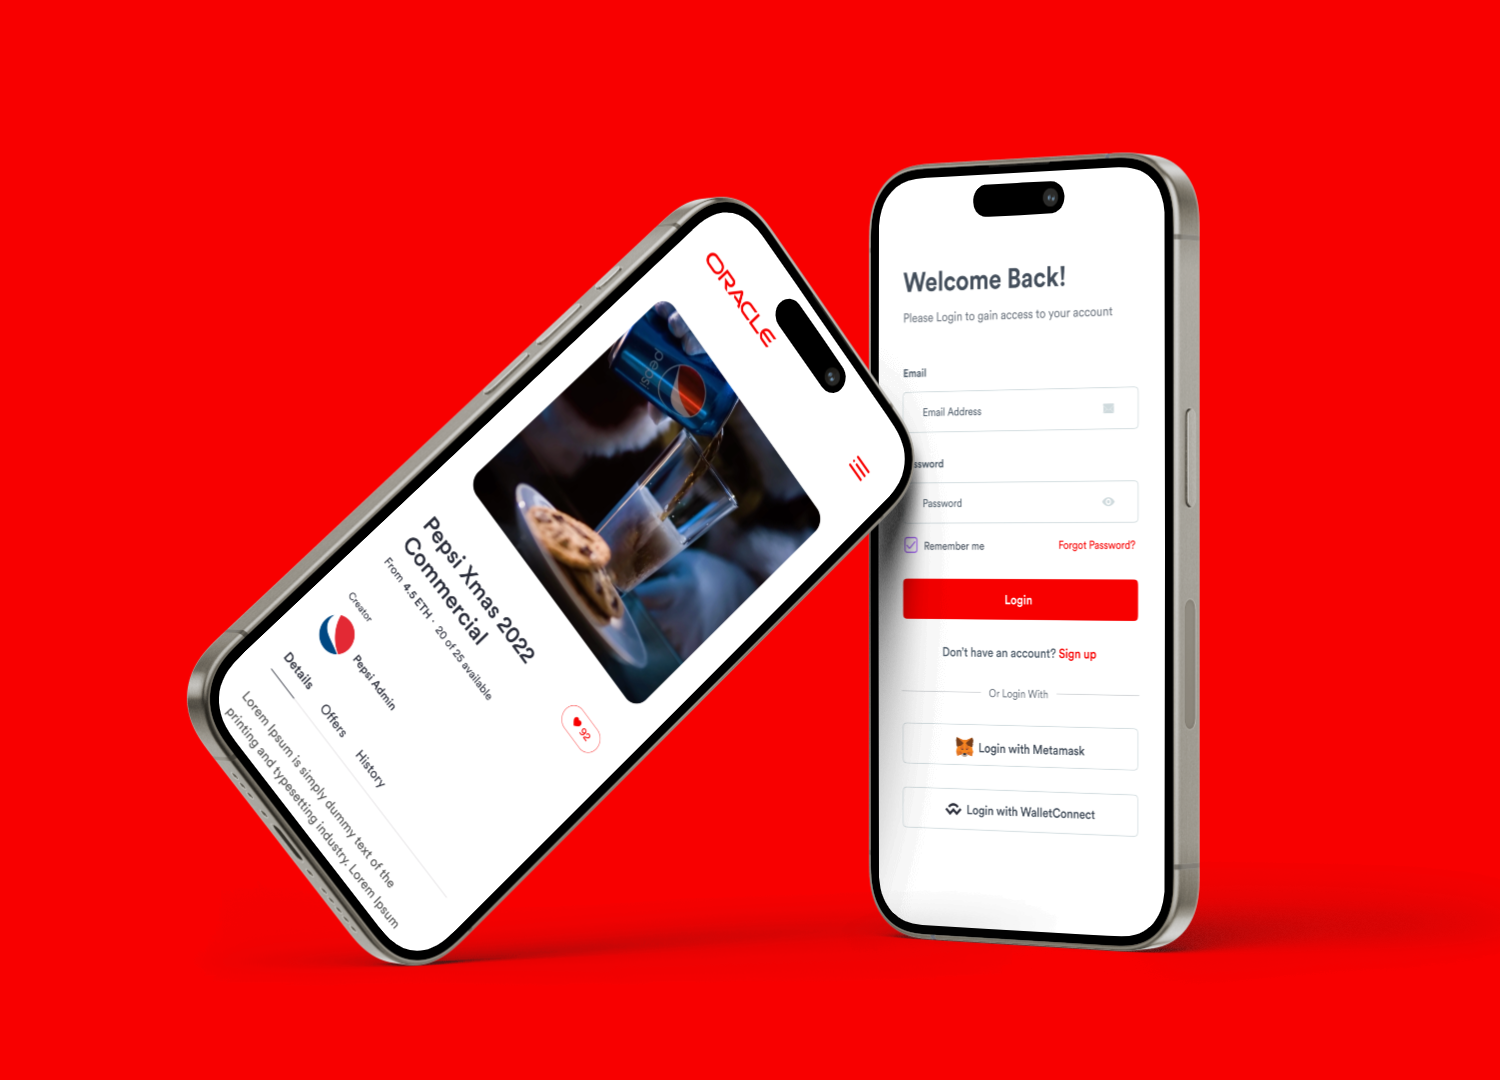 ORACLE
pepsi
Pepsi Xmas 2022
Commercial
From 4.5 ETH · 20 of 25 available
92
Creator
Pepsi Admin
Details Offers History
Lorem Ipsum is simply dummy text of the
printing and typesetting industry. Lorem Ipsum
Welcome Back!
Please Login to gain access to your account
Email
Email Address
ssword
Password
Remember me Forgot Password?
Login
Don't have an account? Sign up
Or Login With
Login with Metamask
Login with WalletConnect